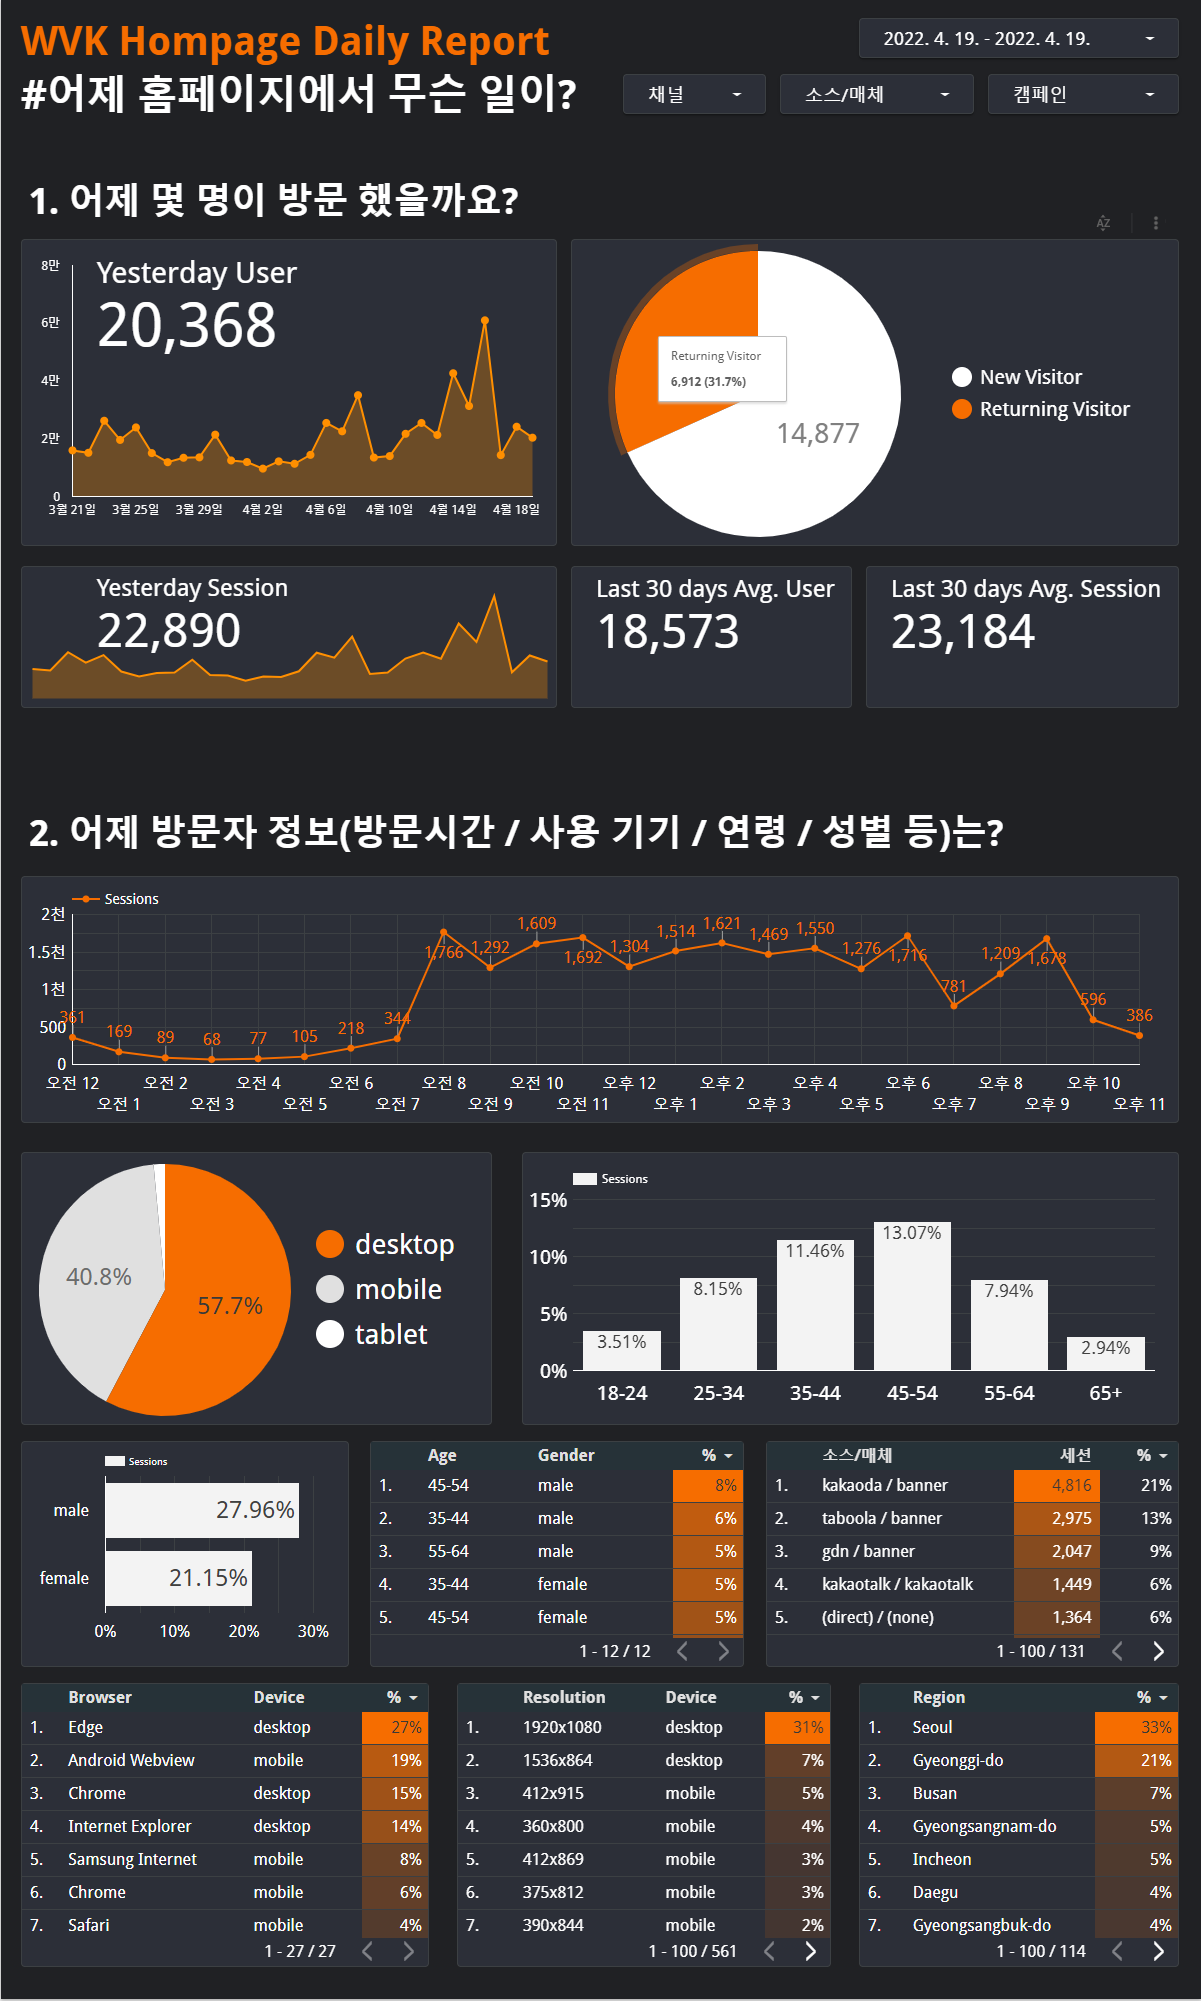 WVK Hompage Daily Report
2022. 4. 19. - 2022. 4. 19.
#어제 홈페이지에서 무슨 일이?
채널
소스/매체
캠페인
1. 어제 몇 명이 방문 했을까요?
AZ
Yesterday User
20,368
8만
6만
4만
2만
0
3월 21일 3월 25일 3월 29일 4월 2일 4월 6일 4월 10일 4월 14일 4월 18일
Returning Visitor
6,912 (31.7%)
14,877
New Visitor
Returning Visitor
Yesterday Session
22,890
Last 30 days Avg. User
18,573
Last 30 days Avg. Session
23,184
2. 어제 방문자 정보(방문시간 / 사용 기기 / 연령 / 성별 등)는?
Sessions
2천
1.5천
1천
500
0
361 169 89 68 77 105 218 344 1,766 1,292 1,609 1,692 1,304 1,514 1,621 1,469 1,550 1,276 1,716 781 1,209 1,678 596 386
오전 12 오전 2 오전 4 오전 6 오전 8 오전 10 오후 12 오후 2 오후 4 오후 6 오후 8 오후 10
오전 1 오전 3 오전 5 오전 7 오전 9 오전 11 오후 1 오후 3 오후 5 오후 7 오후 9 오후 11
40.8%
57.7%
desktop
mobile
tablet
Sessions
15%
10%
5%
0%
3.51% 8.15% 11.46% 13.07% 7.94% 2.94%
18-24 25-34 35-44 45-54 55-64 65+
Sessions
male 27.96%
female 21.15%
0% 10% 20% 30%
Age Gender %
1. 45-54 male 8%
2. 35-44 male 6%
3. 55-64 male 5%
4. 35-44 female 5%
5. 45-54 female 5%
1 - 12 / 12
소스/매체 세션 %
1. kakaoda / banner 4,816 21%
2. taboola / banner 2,975 13%
3. gdn / banner 2,047 9%
4. kakaotalk / kakaotalk 1,449 6%
5. (direct) / (none) 1,364 6%
1 - 100 / 131
Browser Device %
1. Edge desktop 27%
2. Android Webview mobile 19%
3. Chrome desktop 15%
4. Internet Explorer desktop 14%
5. Samsung Internet mobile 8%
6. Chrome mobile 6%
7. Safari mobile 4%
1 - 27 / 27
Resolution Device %
1. 1920x1080 desktop 31%
2. 1536x864 desktop 7%
3. 412x915 mobile 5%
4. 360x800 mobile 4%
5. 412x869 mobile 3%
6. 375x812 mobile 3%
7. 390x844 mobile 2%
1 - 100 / 561
Region %
1. Seoul 33%
2. Gyeonggi-do 21%
3. Busan 7%
4. Gyeongsangnam-do 5%
5. Incheon 5%
6. Daegu 4%
7. Gyeongsangbuk-do 4%
1 - 100 / 114